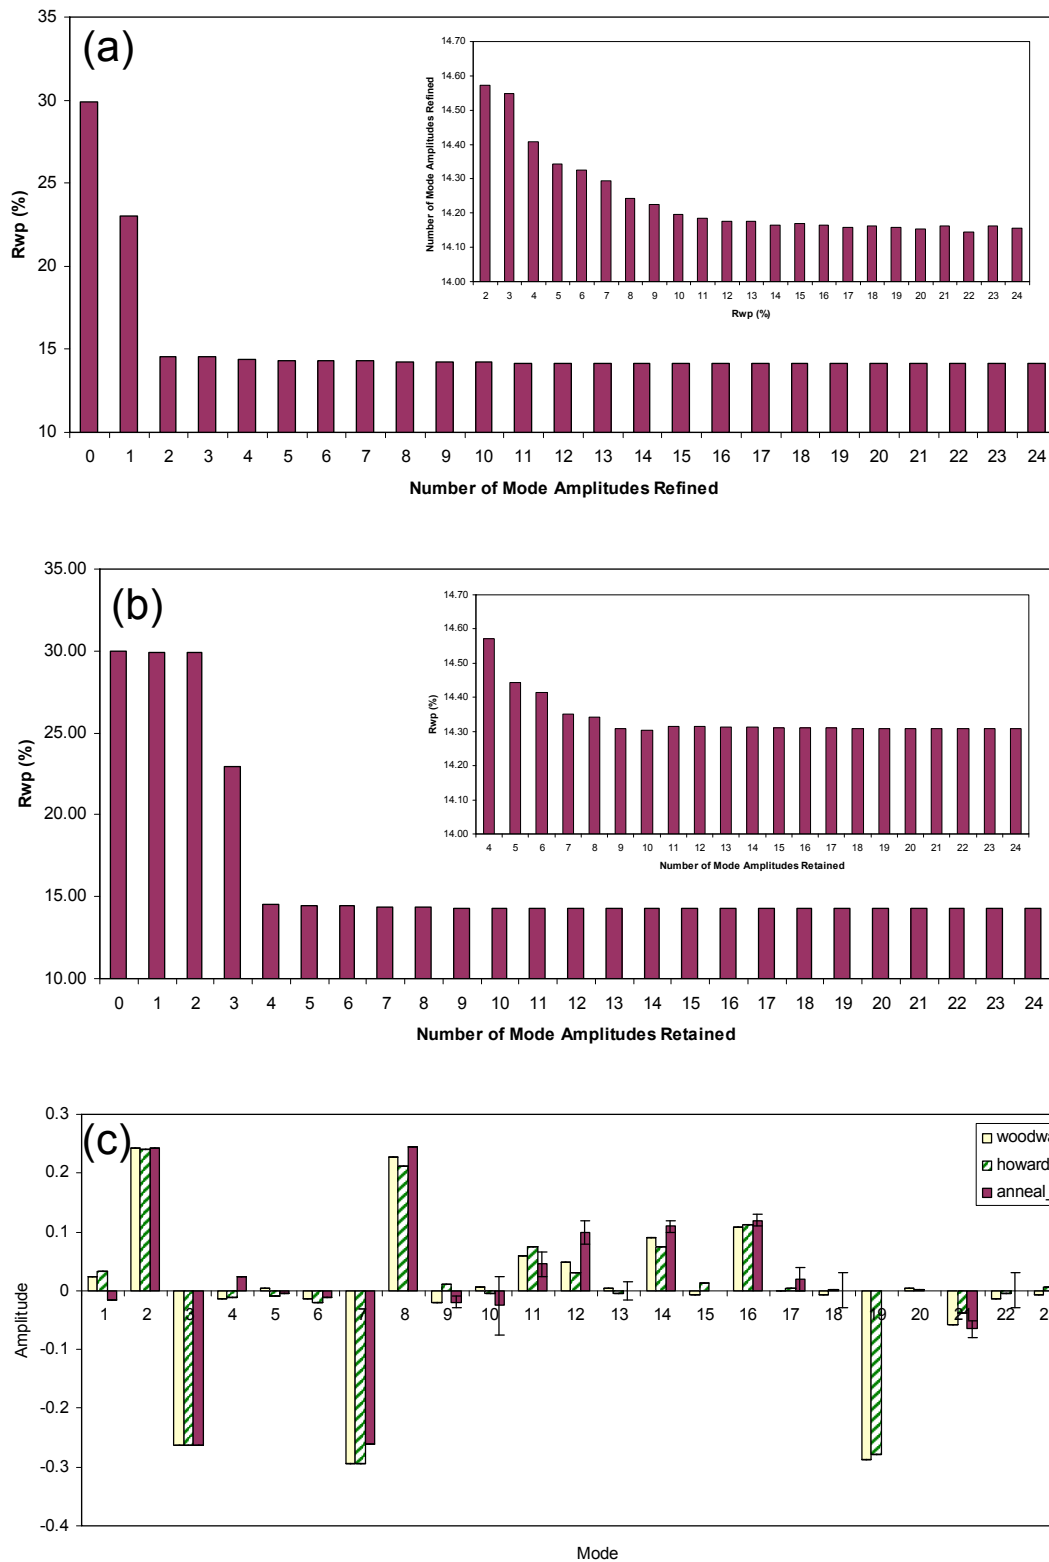 (a)
35
30
25
20
15
10
Rwp (%)
0 1 2 3 4 5 6 7 8 9 10 11 12 13 14 15 16 17 18 19 20 21 22 23 24
Number of Mode Amplitudes Refined
14.70
14.60
14.50
14.40
14.30
14.20
14.10
14.00
Number of Mode Amplitudes Refined
2 3 4 5 6 7 8 9 10 11 12 13 14 15 16 17 18 19 20 21 22 23 24
Rwp (%)
(b)
35.00
30.00
25.00
20.00
15.00
10.00
Rwp (%)
0 1 2 3 4 5 6 7 8 9 10 11 12 13 14 15 16 17 18 19 20 21 22 23 24
Number of Mode Amplitudes Retained
14.70
14.60
14.50
14.40
14.30
14.20
14.10
14.00
Rwp (%)
4 5 6 7 8 9 10 11 12 13 14 15 16 17 18 19 20 21 22 23 24
Number of Mode Amplitudes Retained
(c)
0.3
0.2
0.1
0
-0.1
-0.2
-0.3
-0.4
Amplitude
1 2 3 4 5 6 7 8 9 10 11 12 13 14 15 16 17 18 19 20 21 22 2
Mode
woodwa
howard
anneal_